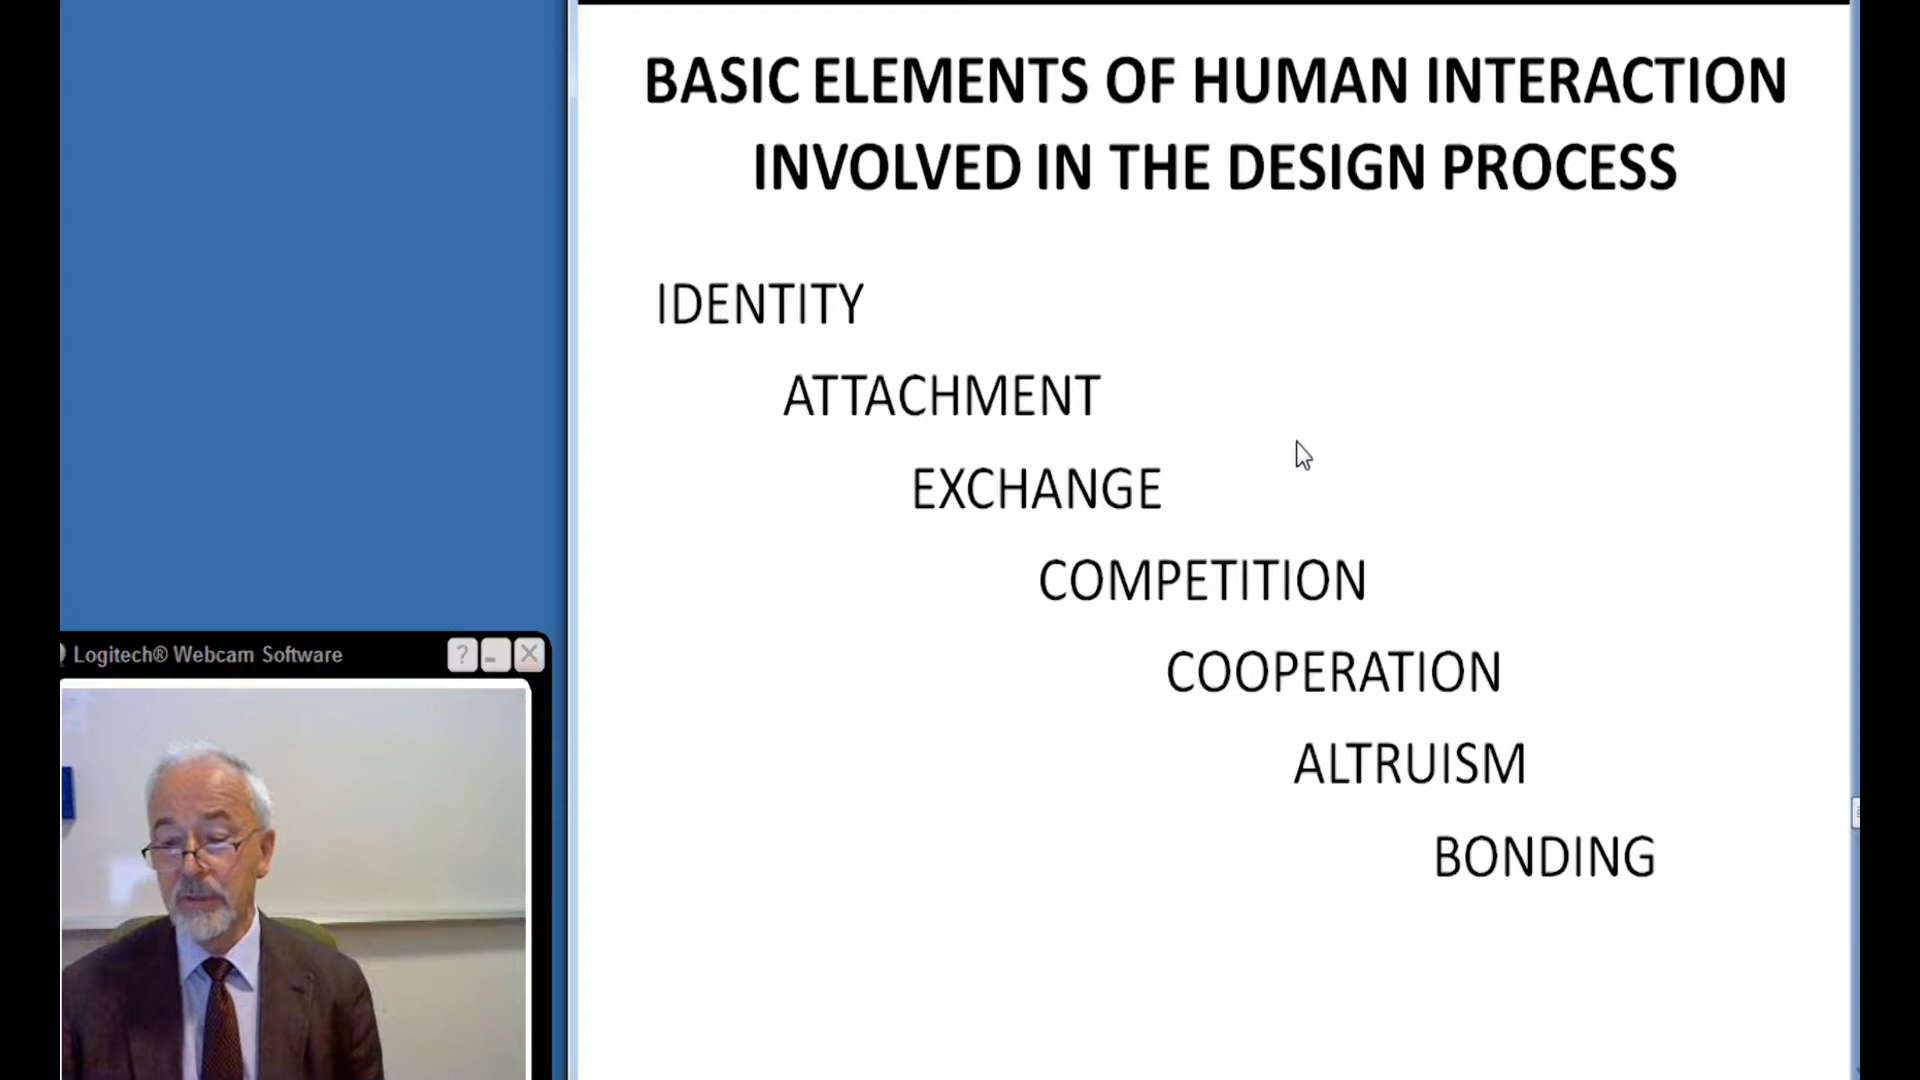 BASIC ELEMENTS OF HUMAN INTERACTION
INVOLVED IN THE DESIGN PROCESS
IDENTITY
ATTACHMENT
EXCHANGE
COMPETITION
COOPERATION
ALTRUISM
BONDING
Logitech® Webcam Software
?